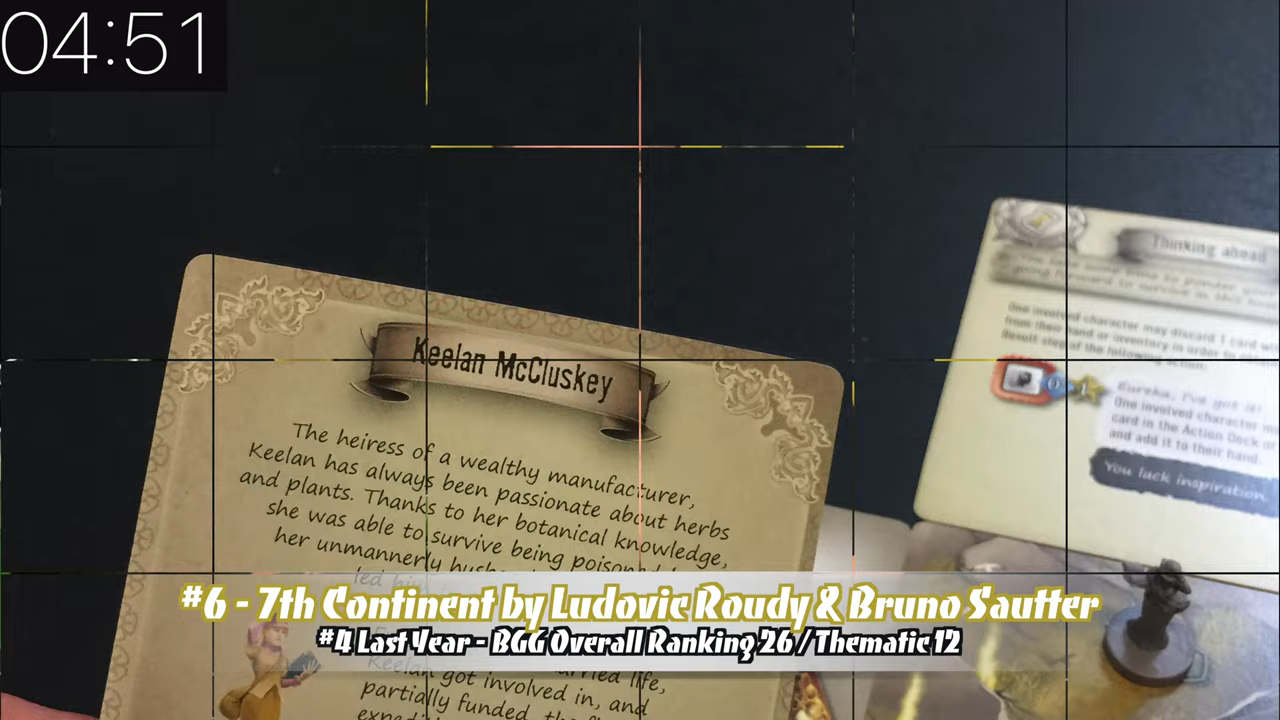 04:51
Thinking ahead
One involved character may discard 1 card
from their hand or inventory in order to
Result step of the following action.
Keelan McCluskey
Eureka, I've got it!
One involved character
card in the Action Deck
and add it to their hand.
You lack inspiration
The heiress of a wealthy manufacturer,
Keelan has always been passionate about herbs
and plants. Thanks to her botanical knowledge,
she was able to survive being poisoned
her unmannerly
led
#6 - 7th Continent by Ludovic Roudy & Bruno Sautter
#4 Last Year - BGG Overall Ranking 26 / Thematic 12
Keelan got involved in, and
life,
partially funded, the